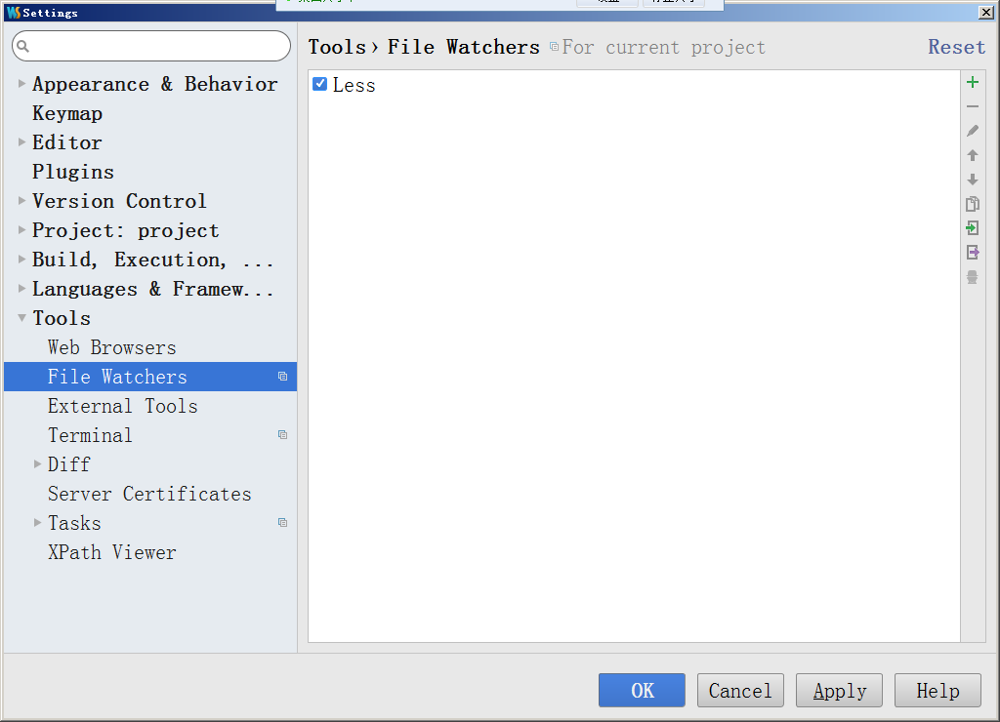 Settings
Tools › File Watchers For current project Reset
Appearance & Behavior
Keymap
Editor
Plugins
Version Control
Project: project
Build, Execution, ...
Languages & Framew...
Tools
Web Browsers
File Watchers
External Tools
Terminal
Diff
Server Certificates
Tasks
XPath Viewer
Less
OK Cancel Apply Help